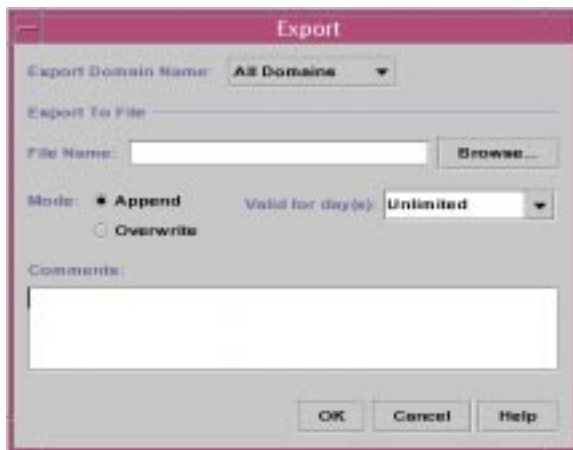 Export
Export Domain Name: All Domains
Export To File
File Name: Browse...
Mode: Append Valid for day(s): Unlimited
Overwrite
Comments:
OK Cancel Help